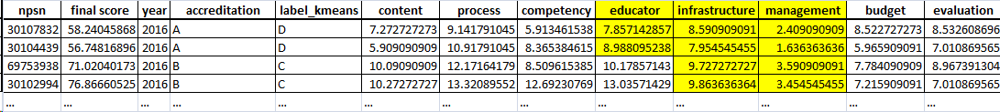 npsn final score year accreditation label_kmeans content process competency educator infrastructure management budget evaluation
30107832 58.24045868 2016 A D 7.272727273 9.141791045 5.913461538 7.857142857 8.590909091 2.409090909 8.522727273 8.532608696
30104439 56.74816896 2016 A D 5.909090909 10.91791045 8.365384615 8.988095238 7.954545455 1.636363636 5.965909091 7.010869565
69753938 71.02040173 2016 B C 10.09090909 12.17164179 8.509615385 10.17857143 9.727272727 3.590909091 7.784090909 8.967391304
30102994 76.86660525 2016 B C 10.27272727 13.32089552 12.69230769 13.03571429 9.863636364 3.454545455 7.215909091 7.010869565
... ... ... ... ... ... ... ... ... ... ... ... ...